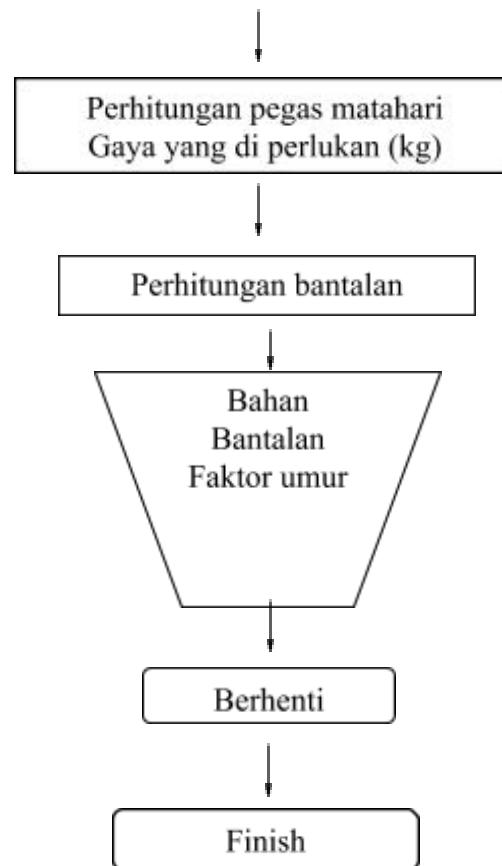 Perhitungan pegas matahari
Gaya yang di perlukan (kg)
Perhitungan bantalan
Bahan
Bantalan
Faktor umur
Berhenti
Finish